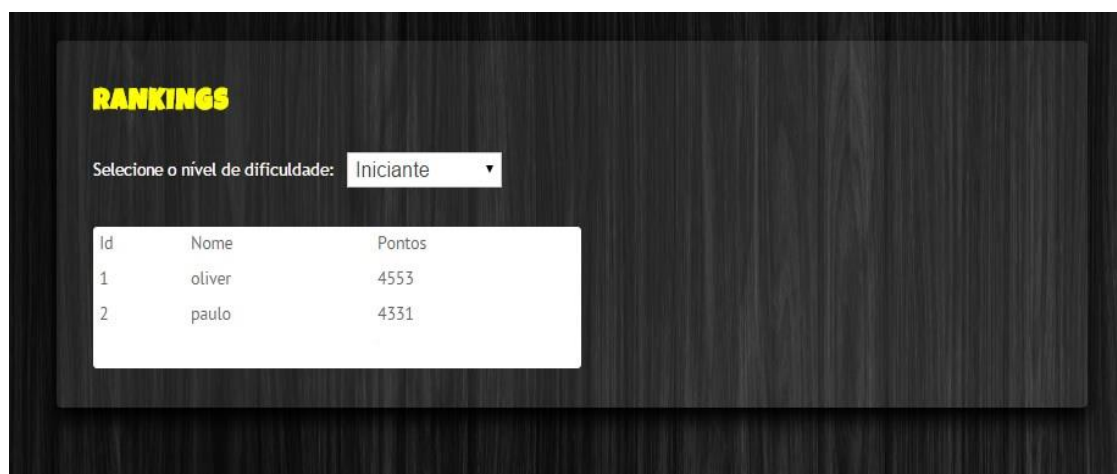 RANKINGS
Selecione o nível de dificuldade: Iniciante
Id Nome Pontos
1 oliver 4553
2 paulo 4331